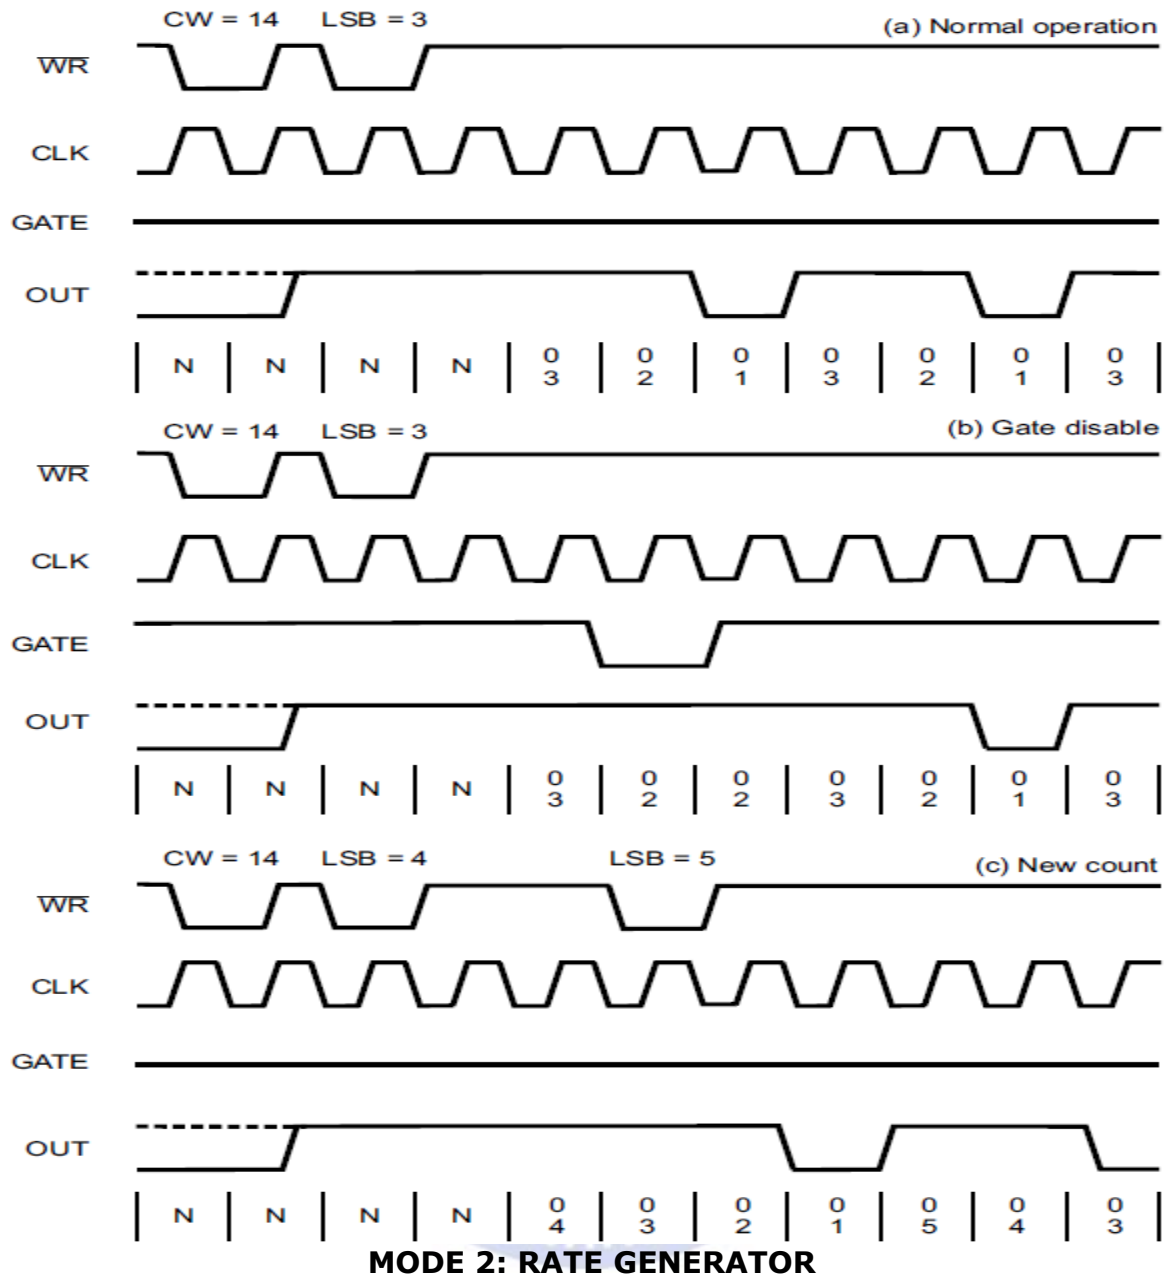 CW = 14 LSB = 3 (a) Normal operation
WR
CLK
GATE
OUT
N N N N 0 0 0 0 0 0 0
3 2 1 3 2 1 3
CW = 14 LSB = 3 (b) Gate disable
WR
CLK
GATE
OUT
N N N N 0 0 0 0 0 0 0
3 2 2 3 2 1 3
CW = 14 LSB = 4 LSB = 5 (c) New count
WR
CLK
GATE
OUT
N N N N 0 0 0 0 0 0 0
4 3 2 1 5 4 3
MODE 2: RATE GENERATOR